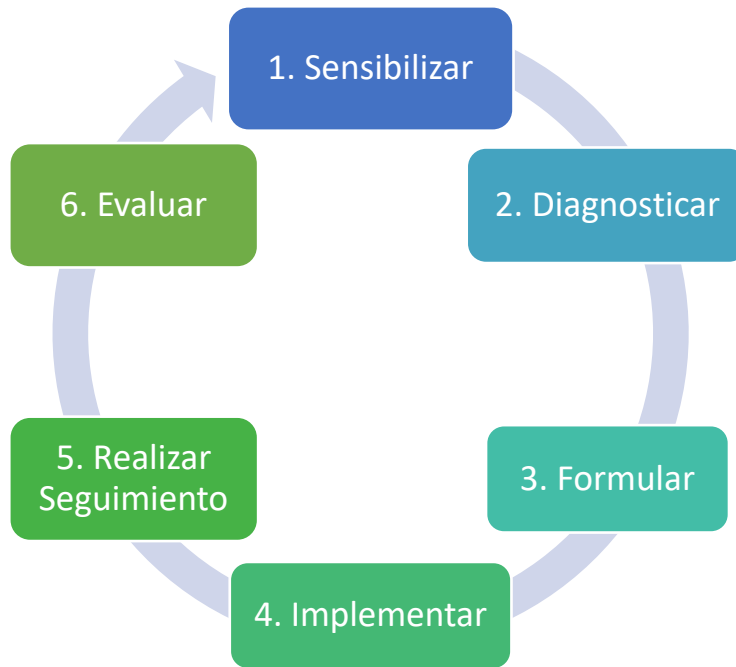 1. Sensibilizar
2. Diagnosticar
3. Formular
4. Implementar
5. Realizar
Seguimiento
6. Evaluar